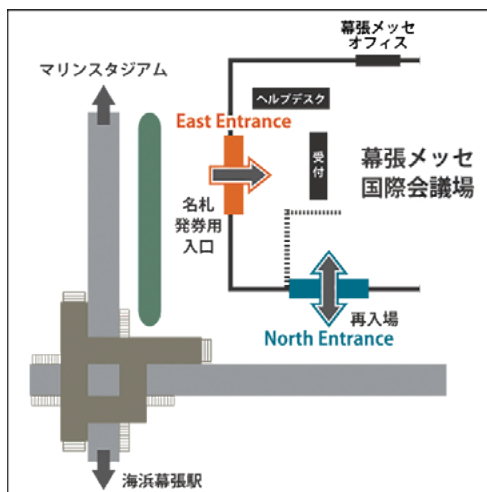 幕張メッセ
オフィス
マリンスタジアム
ヘルプデスク
East Entrance
受付
幕張メッセ
国際会議場
名札
発券用
入口
再入場
North Entrance
海浜幕張駅